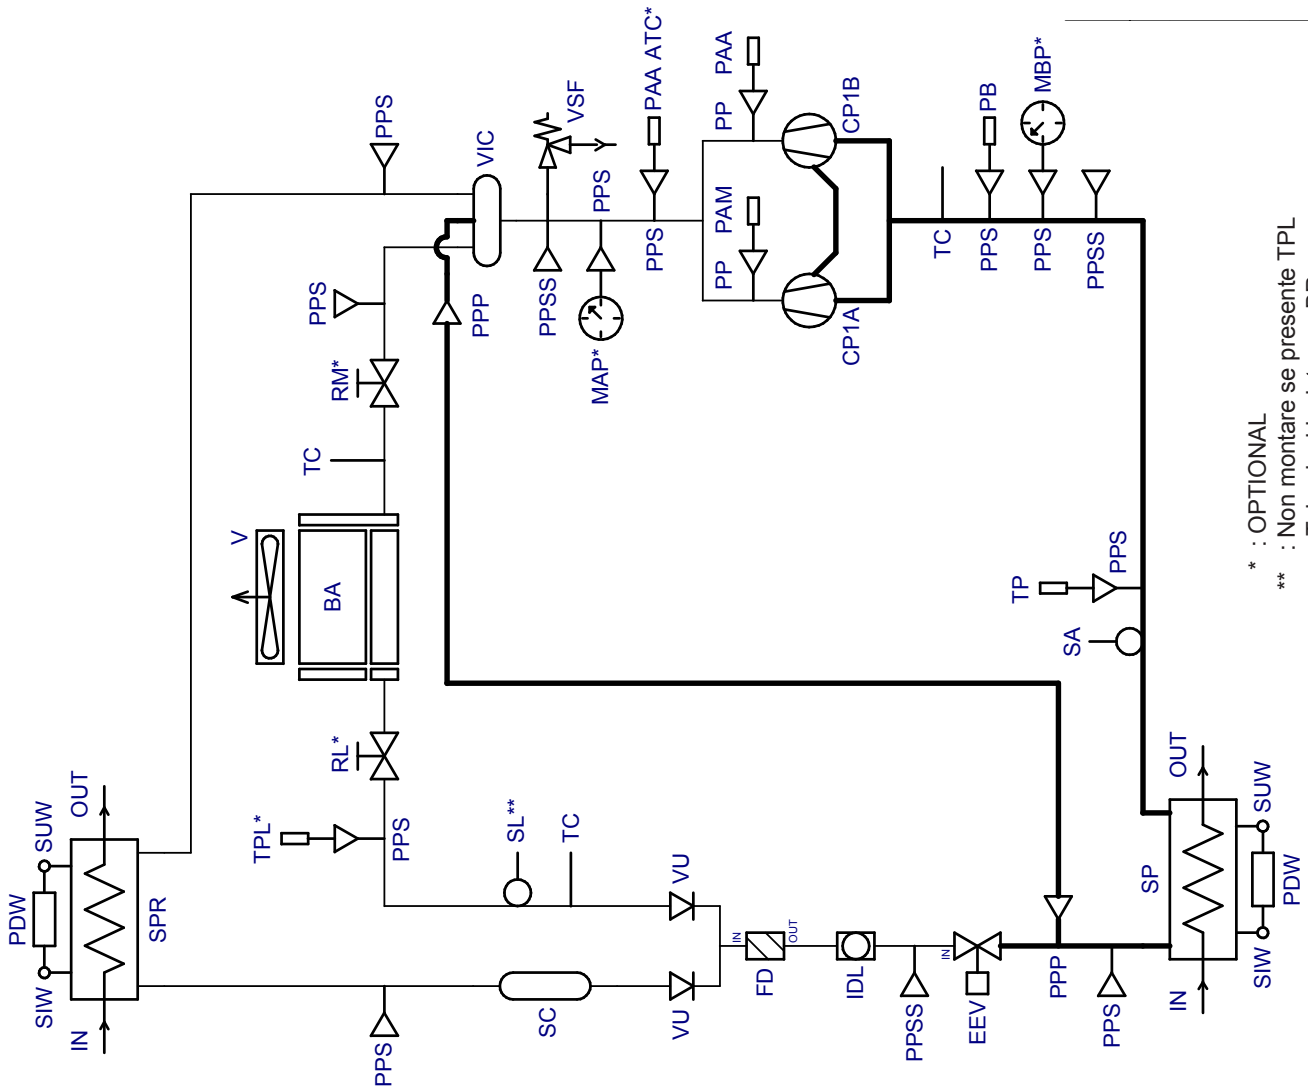 PDW
SIW
SUW
IN
OUT
SPR
V
TPL*
TC
PPS
BA
RL*
RM*
PPS
PPS
PPS
PPP
VIC
SL**
SC
PPSS
TC
VSF
MAP*
PPS
PPS
PAA ATC*
VU
VU
PP
PAM
PP
PAA
IN
FD
OUT
IDL
CP1A
CP1B
PPSS
IN
TC
EEV
PPS
PB
TP
PPS
MBP*
PPP
SA
PPSS
PPS
PPS
SP
IN
OUT
SIW
SUW
PDW
* : OPTIONAL
** : Non montare se presente TPL